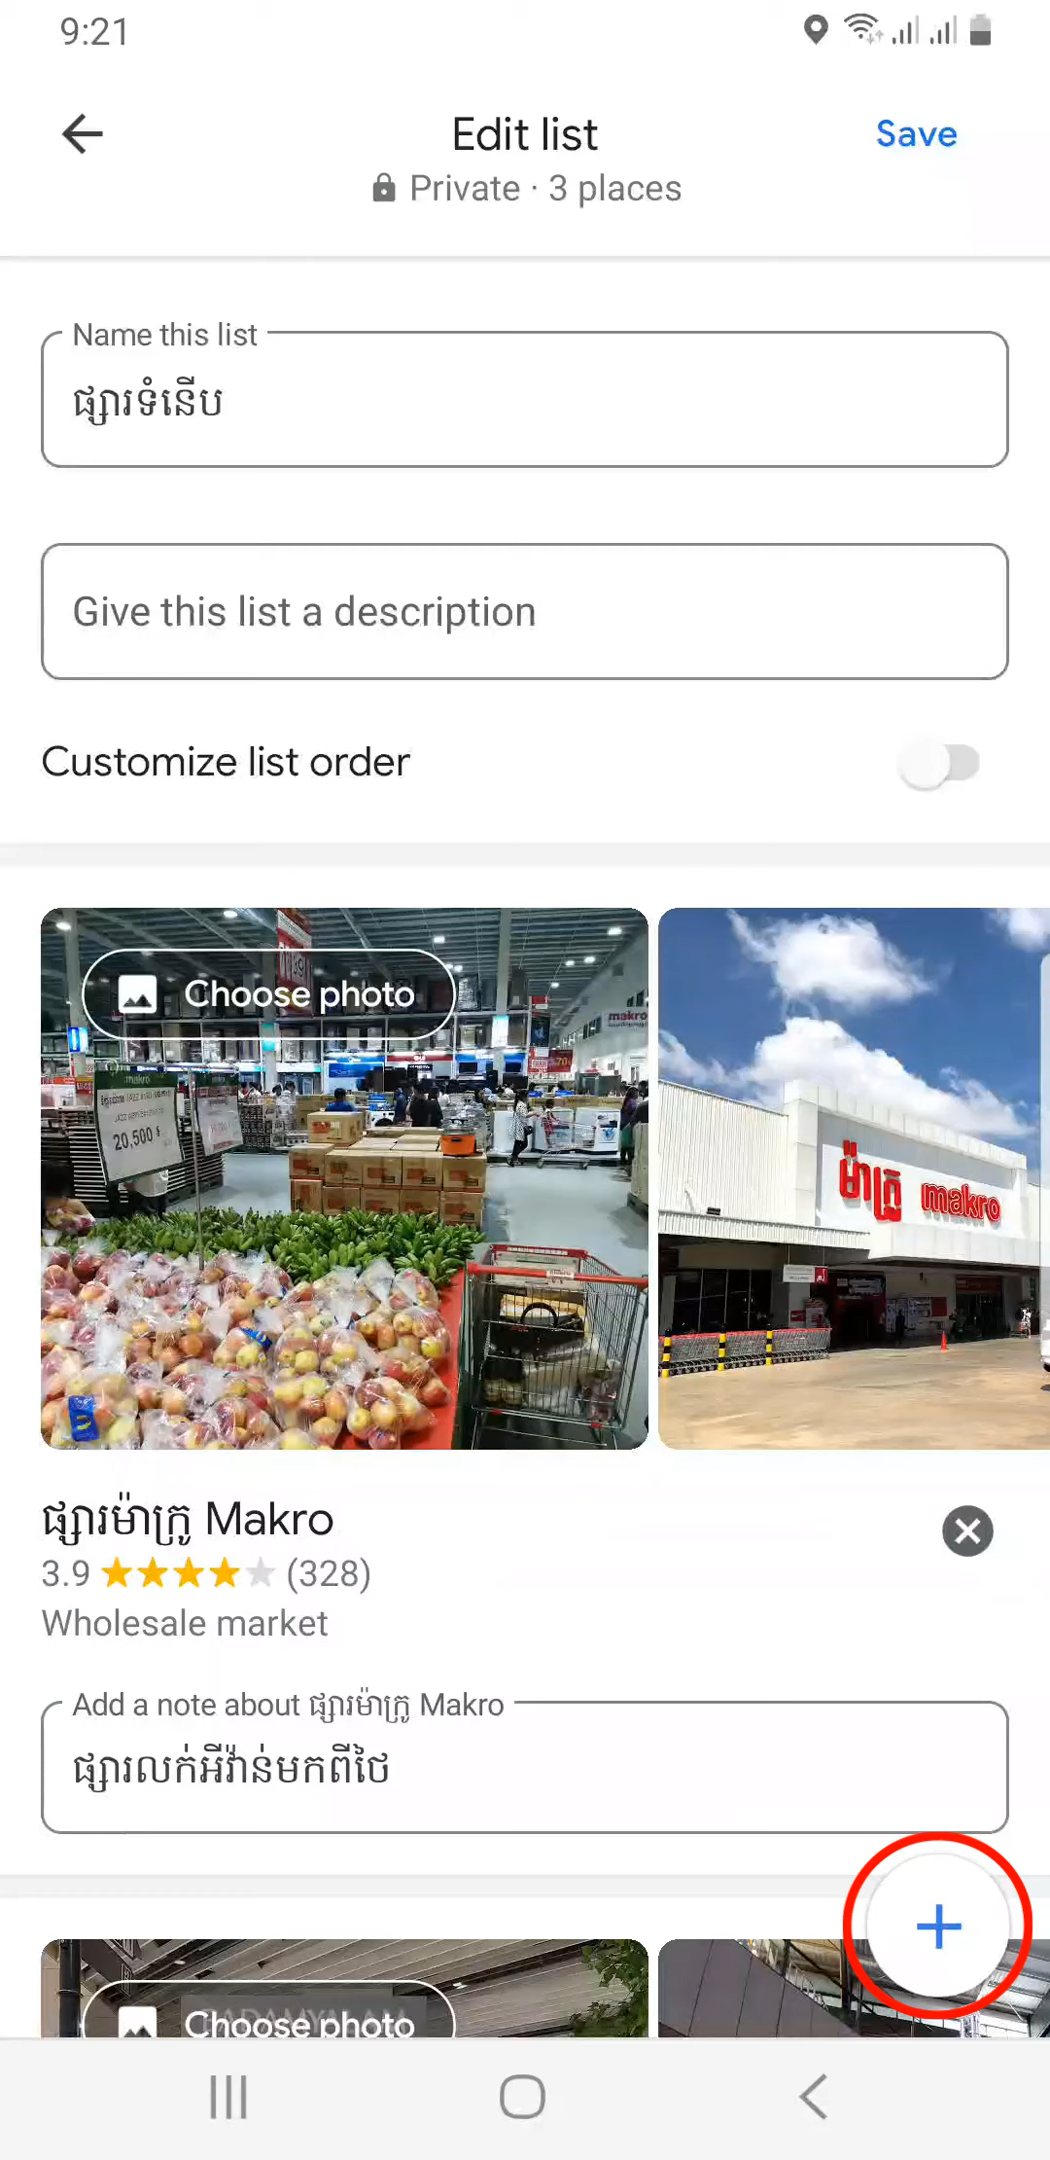 9:21
Edit list
Save
Private · 3 places
Name this list
ផ្សារទំនើប
Give this list a description
Customize list order
Choose photo
makro
makro
20,500
ម៉ាក្រូ makro
ផ្សារម៉ាក្រូ Makro
3.9 (328)
Wholesale market
Add a note about ផ្សារម៉ាក្រូ Makro
ផ្សារលក់អីវ៉ាន់មកពីថៃ
Choose photo